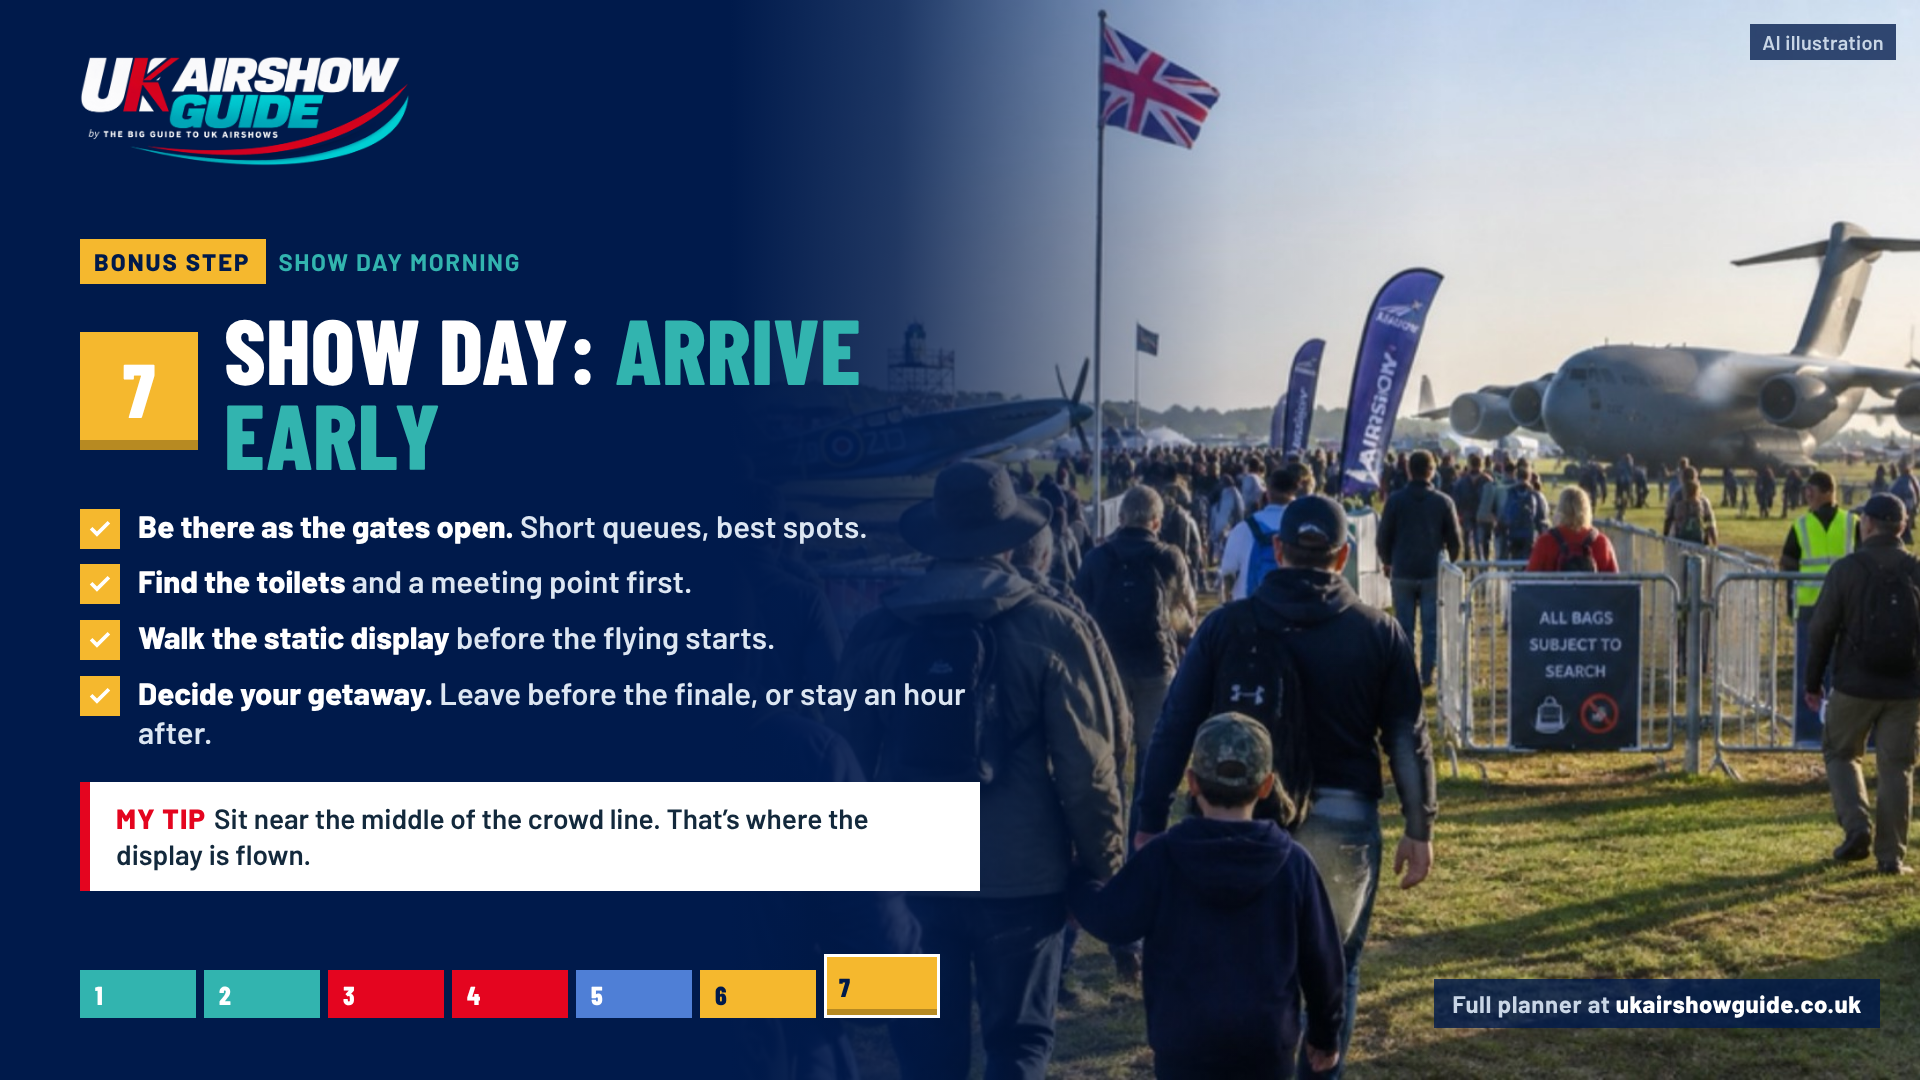 AI illustration
UK AIRSHOW
GUIDE
by THE BIG GUIDE TO UK AIRSHOWS
BONUS STEP SHOW DAY MORNING
7
SHOW DAY: ARRIVE
EARLY
Be there as the gates open. Short queues, best spots.
Find the toilets and a meeting point first.
Walk the static display before the flying starts.
Decide your getaway. Leave before the finale, or stay an hour
after.
MY TIP Sit near the middle of the crowd line. That's where the
display is flown.
ALL BAGS
SUBJECT TO
SEARCH
1 2 3 4 5 6 7
Full planner at ukairshowguide.co.uk